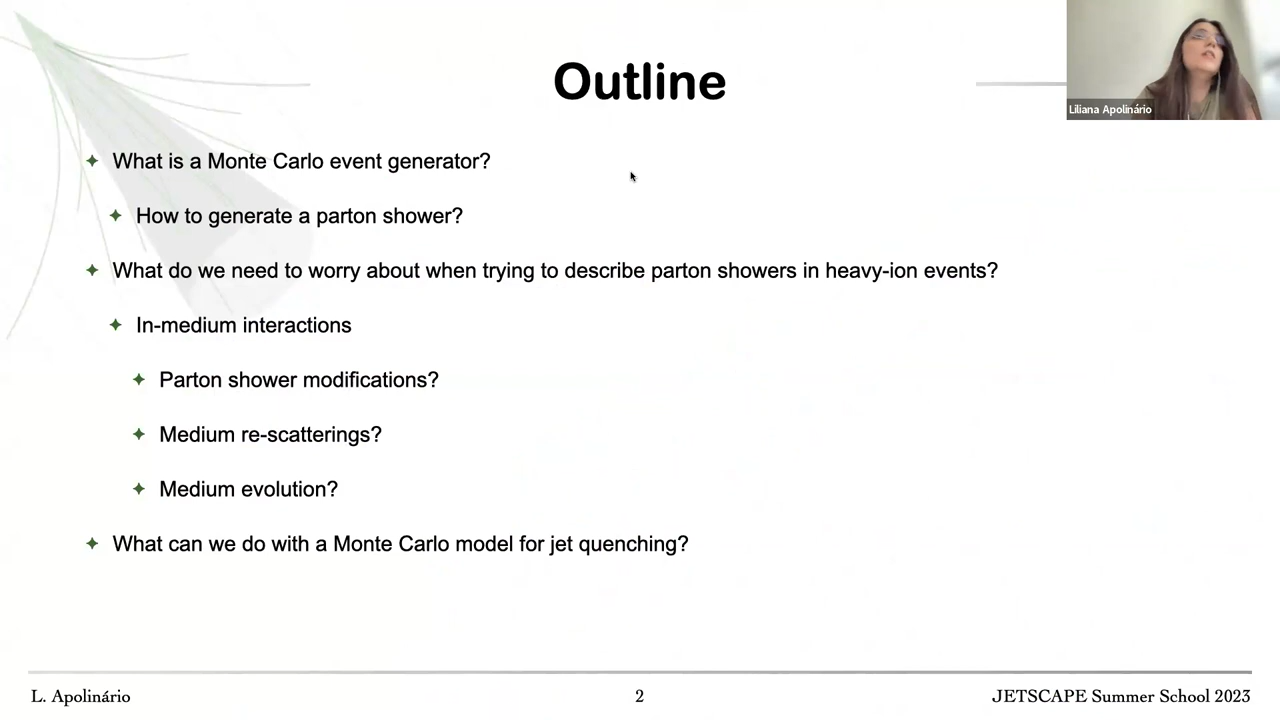 Outline
Liliana Apolinário
What is a Monte Carlo event generator?
How to generate a parton shower?
What do we need to worry about when trying to describe parton showers in heavy-ion events?
In-medium interactions
Parton shower modifications?
Medium re-scatterings?
Medium evolution?
What can we do with a Monte Carlo model for jet quenching?
L. Apolinário
2
JETSCAPE Summer School 2023